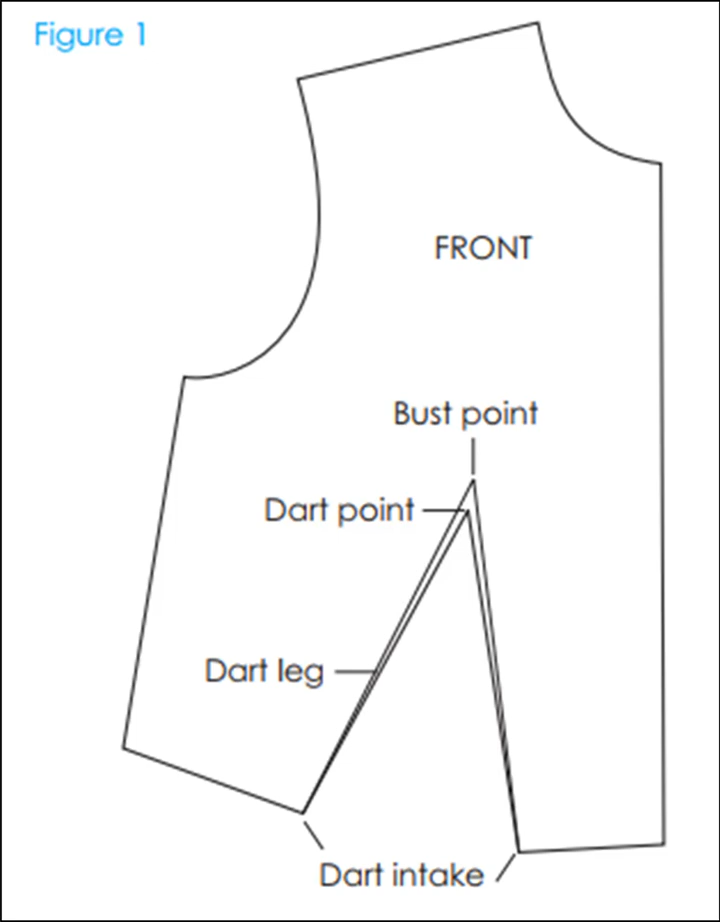 Figure 1
FRONT
Bust point
Dart point
Dart leg
Dart intake